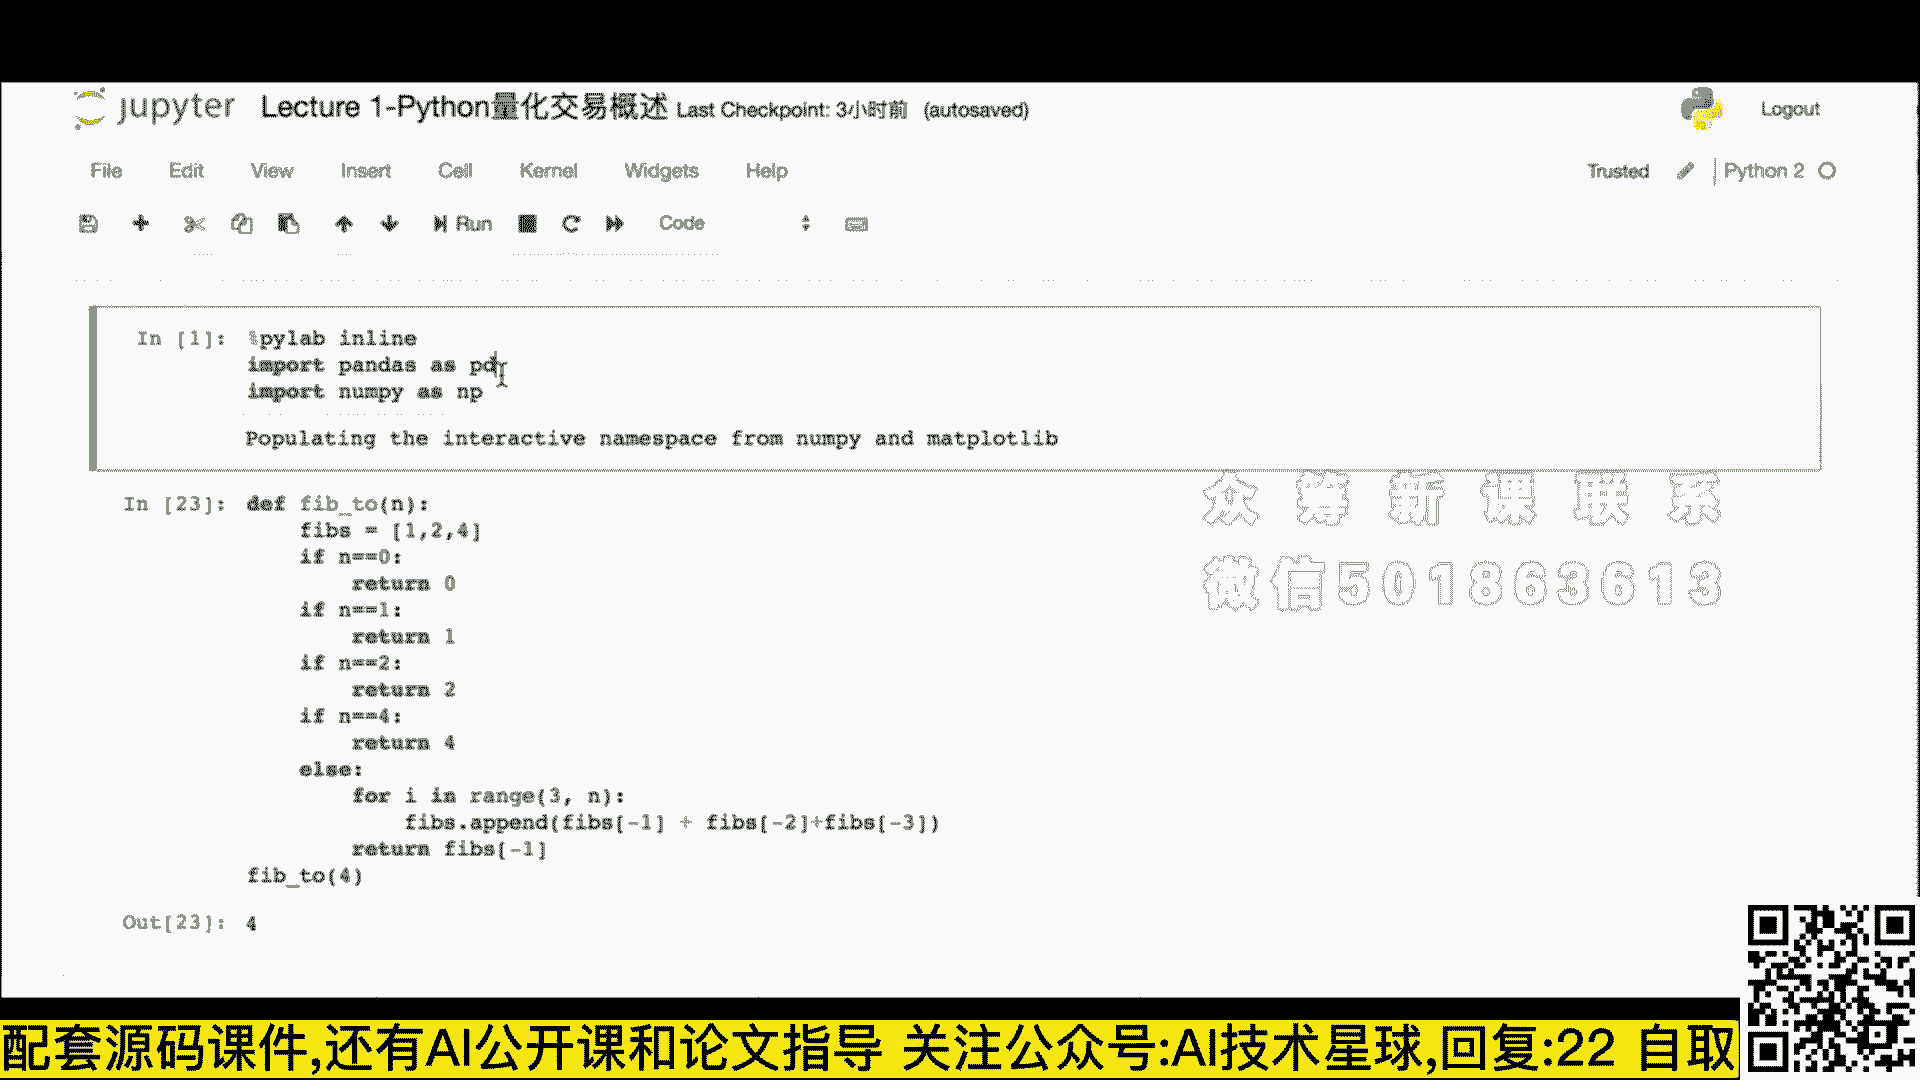 jupyter Lecture 1-Python量化交易概述 Last Checkpoint: 3小时前 (autosaved) Logout
File Edit View Insert Cell Kernel Widgets Help Trusted Python 2
Run Code
In [1]: %pylab inline
import pandas as pd
import numpy as np
Populating the interactive namespace from numpy and matplotlib
众筹新课联系
微信501863613
In [23]: def fib_to(n):
    fibs = [1,2,4]
    if n==0:
        return 0
    if n==1:
        return 1
    if n==2:
        return 2
    if n==4:
        return 4
    else:
        for i in range(3, n):
            fibs.append(fibs[-1] + fibs[-2]+fibs[-3])
        return fibs[-1]
fib_to(4)
Out[23]: 4
配套源码课件,还有AI公开课和论文指导 关注公众号:AI技术星球,回复:22 自取